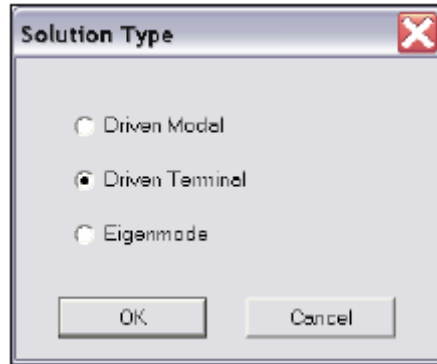 Solution Type
Driven Modal
Driven Terminal
Eigenmode
OK
Cancel